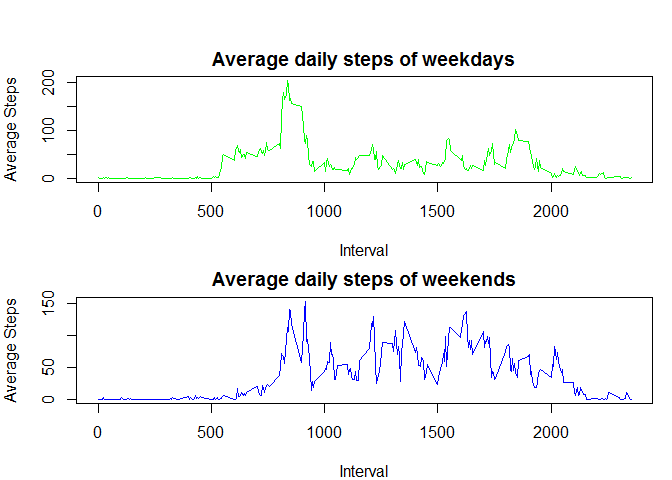 Average daily steps of weekdays
Average Steps
0 100 200
0 500 1000 1500 2000
Interval
Average daily steps of weekends
Average Steps
0 50 150
0 500 1000 1500 2000
Interval